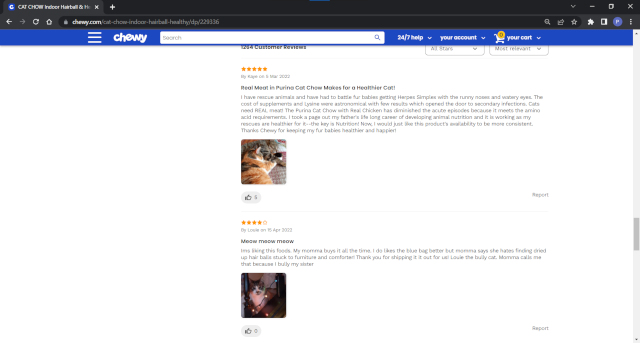 CAT CHOW Indoor Hairball & H
chewy.com/cat-chow-indoor-hairball-healthy/dp/229336
P
chewy
Search
24/7 help
your account
0
your cart
1264 Customer Reviews
All Stars
Most relevant
By Kaye on 5 Mar 2022
Real Meat in Purina Cat Chow Makes for a Healthier Cat!
I have rescue animals and have had to battle fur babies getting Herpes Simplex with the runny noses and watery eyes. The
cost of supplements and Lysine were astronomical with few results which opened the door to secondary infections. Cats
need REAL meat! The Purina Cat Chow with Real Chicken has diminished the acute episodes because it meets the amino
acid requirements. I took a page out my father's life long career of developing animal nutrition and it is working as my
rescues are healthier for it--the key is Nutrition! Now, I would just like this product's availability to be more consistent.
Thanks Chewy for keeping my fur babies healthier and happier!
5
Report
By Louie on 15 Apr 2022
Meow meow meow
Ims liking this foods. My momma buys it all the time. I do likes the blue bag better but momma says she hates finding dried
up hair balls stuck to furniture and comforter! Thank you for shipping it it out for us! Louie the bully cat. Momma calls me
that because I bully my sister
0
Report